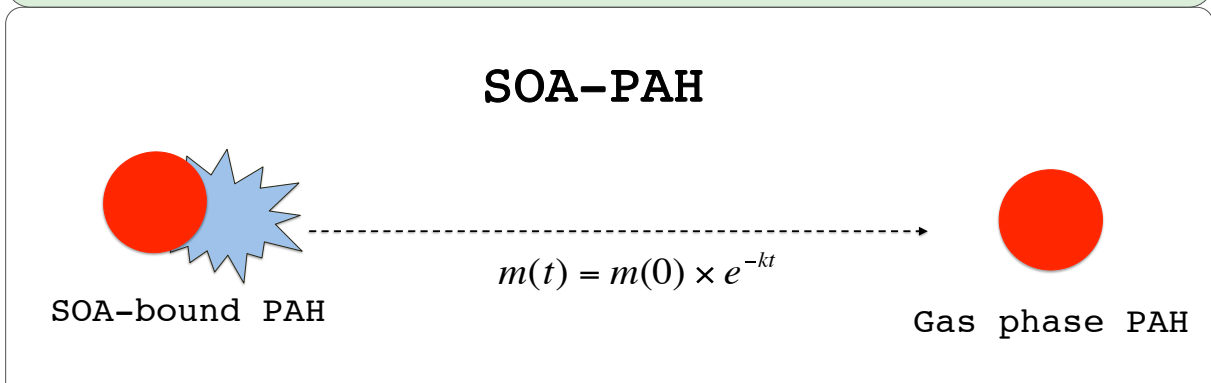 SOA-PAH
m(t) = m(0) × e^{-kt}
SOA-bound PAH
Gas phase PAH